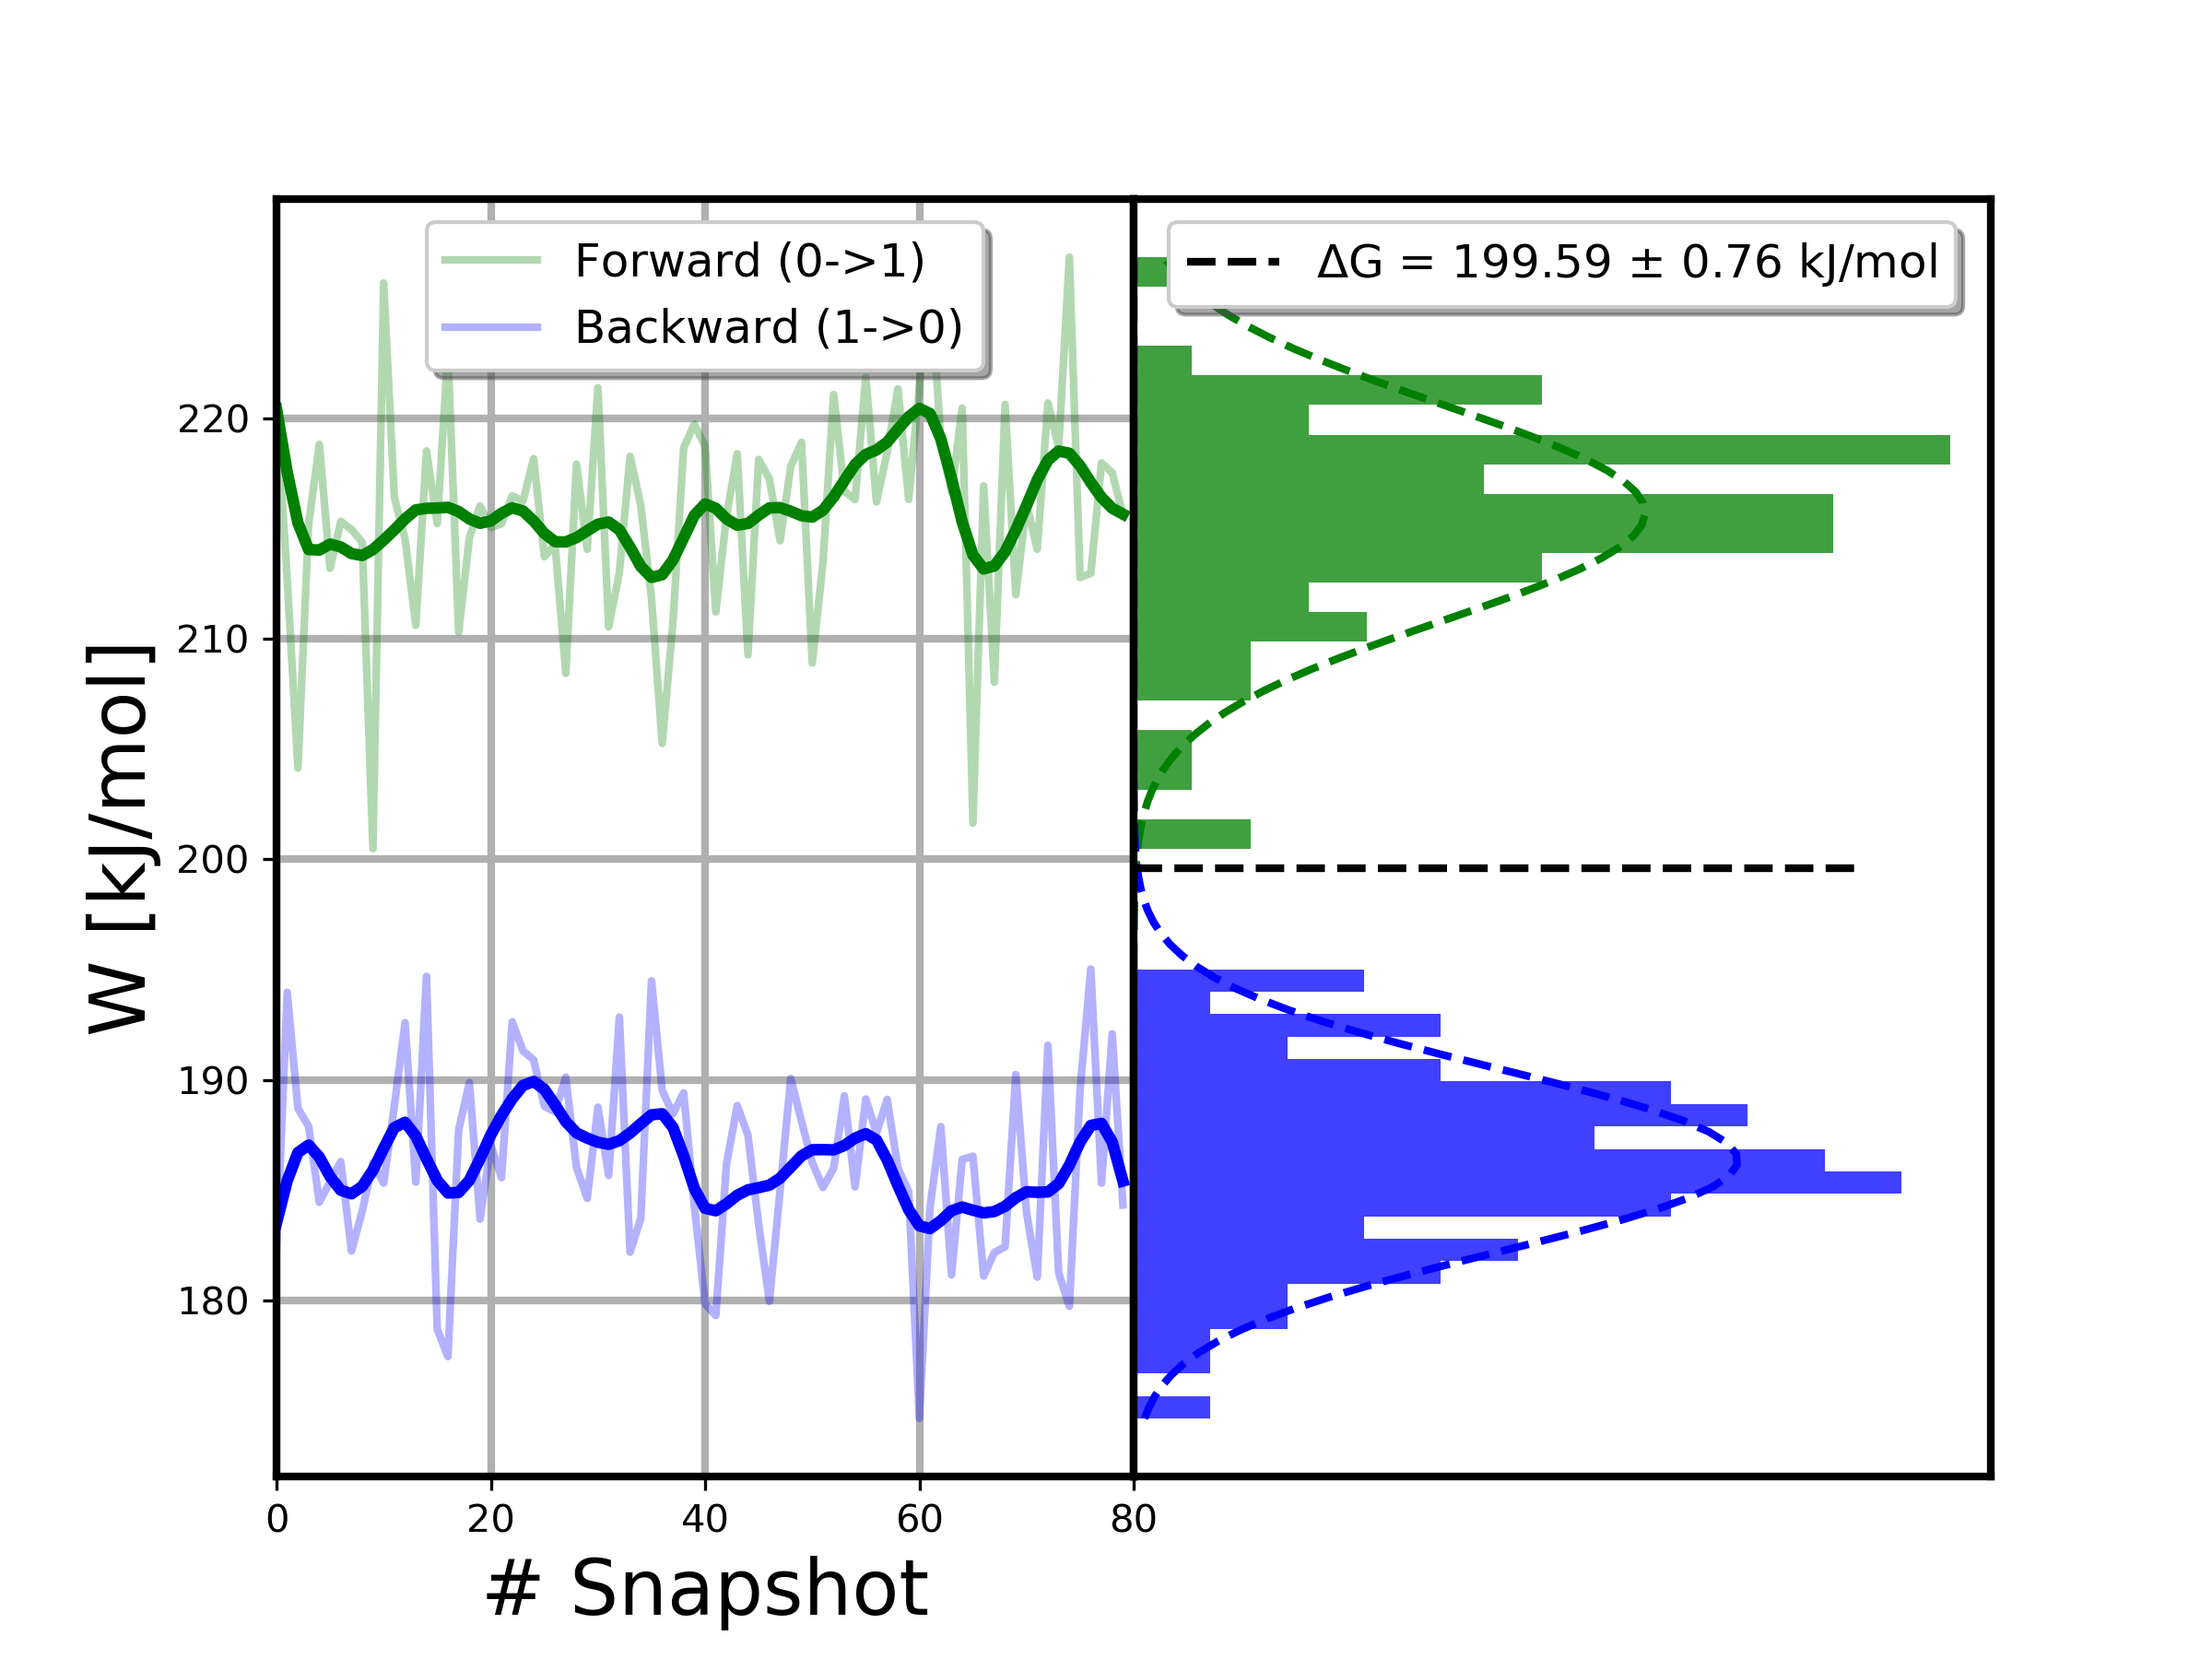 Forward (0->1)
Backward (1->0)
ΔG = 199.59 ± 0.76 kJ/mol
220
210
200
190
180
W [kJ/mol]
0 20 40 60 80
# Snapshot